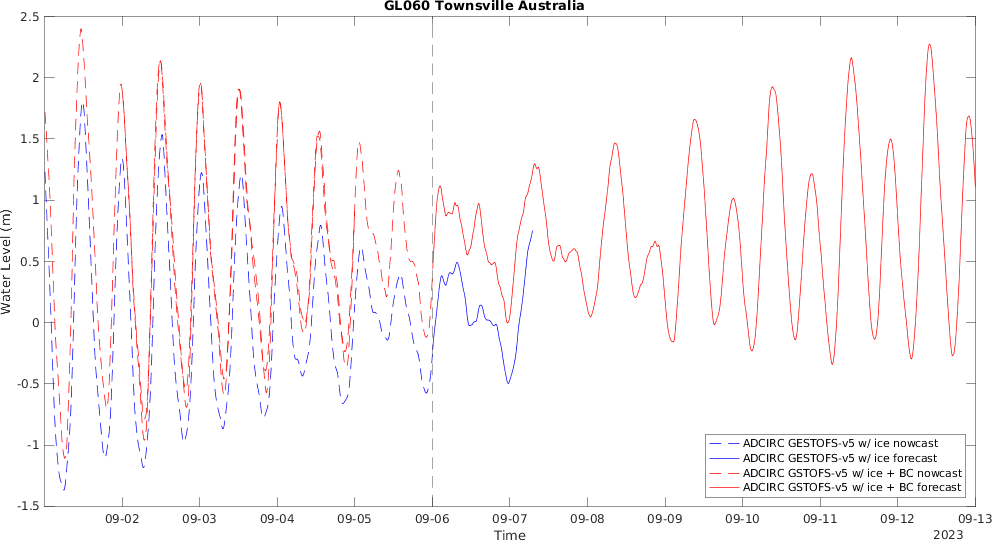 GL060 Townsville Australia
2.5
2
1.5
1
0.5
0
-0.5
-1
-1.5
Water Level (m)
ADCIRC GESTOFS-v5 w/ ice nowcast
ADCIRC GESTOFS-v5 w/ ice forecast
ADCIRC GSTOFS-v5 w/ ice + BC nowcast
ADCIRC GSTOFS-v5 w/ ice + BC forecast
09-02 09-03 09-04 09-05 09-06 09-07 09-08 09-09 09-10 09-11 09-12 09-13
Time
2023